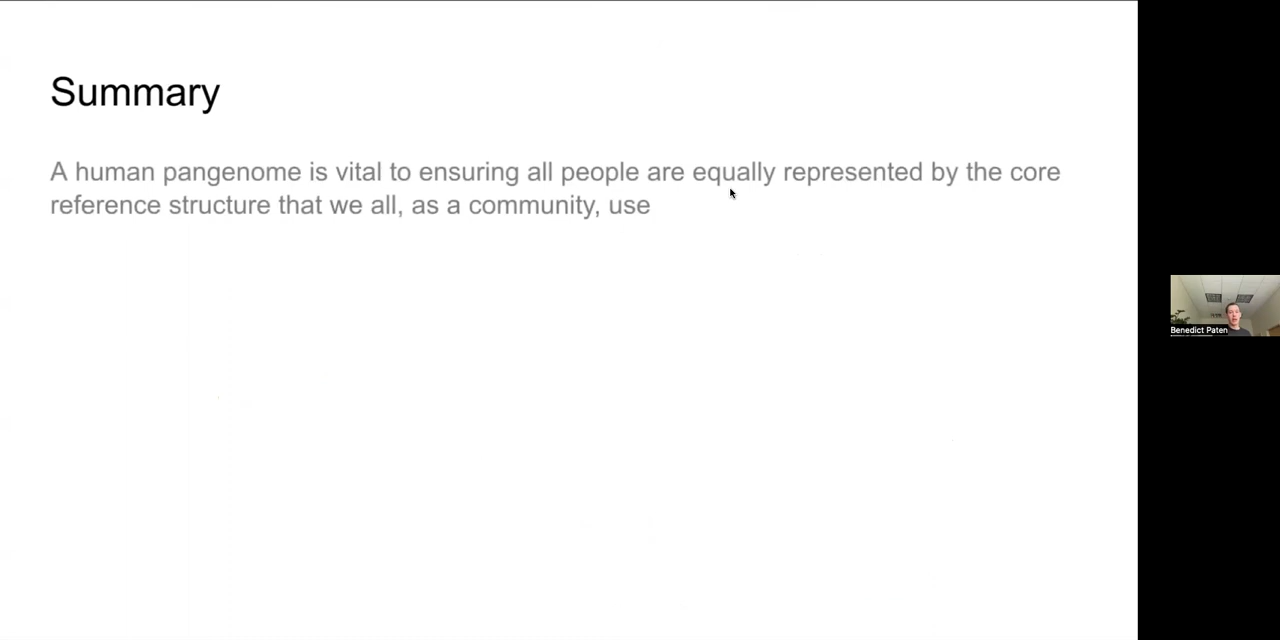 Summary
A human pangenome is vital to ensuring all people are equally represented by the core
reference structure that we all, as a community, use
Benedict Paten